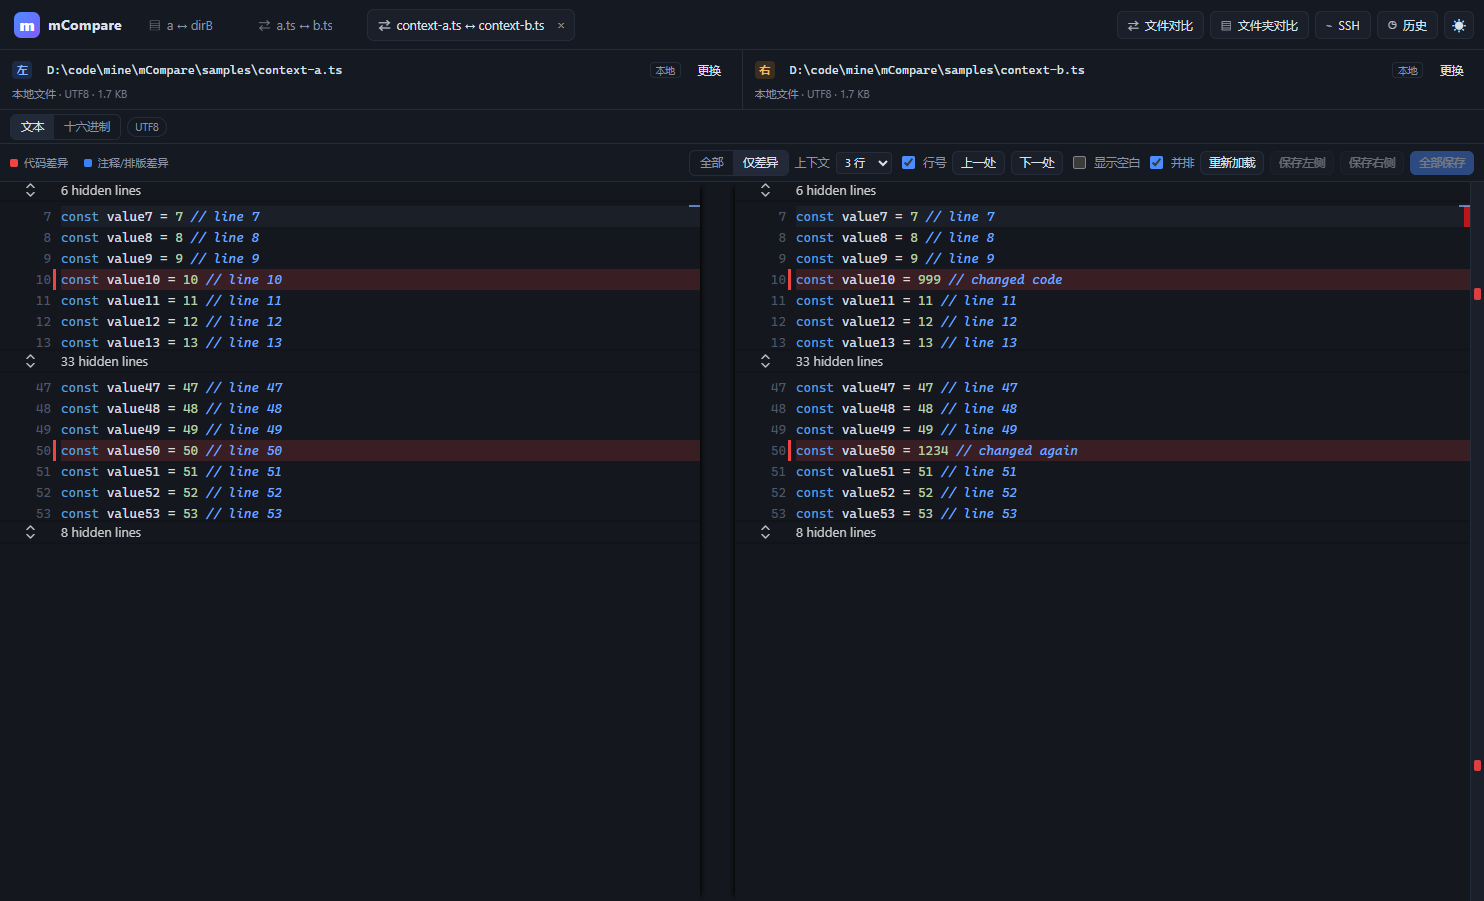 m mCompare a ↔ dirB a.ts ↔ b.ts context-a.ts ↔ context-b.ts × 文件对比 文件夹对比 ~ SSH 历史
左 D:\code\mine\mCompare\samples\context-a.ts 本地 更换
本地文件 · UTF8 · 1.7 KB
右 D:\code\mine\mCompare\samples\context-b.ts 本地 更换
本地文件 · UTF8 · 1.7 KB
文本 十六进制 UTF8
代码差异 注释/排版差异 全部 仅差异 上下文 3 行 行号 上一处 下一处 显示空白 并排 重新加载 保存左侧 保存右侧 全部保存
6 hidden lines
7 const value7 = 7 // line 7
8 const value8 = 8 // line 8
9 const value9 = 9 // line 9
10 const value10 = 10 // line 10
11 const value11 = 11 // line 11
12 const value12 = 12 // line 12
13 const value13 = 13 // line 13
33 hidden lines
47 const value47 = 47 // line 47
48 const value48 = 48 // line 48
49 const value49 = 49 // line 49
50 const value50 = 50 // line 50
51 const value51 = 51 // line 51
52 const value52 = 52 // line 52
53 const value53 = 53 // line 53
8 hidden lines
6 hidden lines
7 const value7 = 7 // line 7
8 const value8 = 8 // line 8
9 const value9 = 9 // line 9
10 const value10 = 999 // changed code
11 const value11 = 11 // line 11
12 const value12 = 12 // line 12
13 const value13 = 13 // line 13
33 hidden lines
47 const value47 = 47 // line 47
48 const value48 = 48 // line 48
49 const value49 = 49 // line 49
50 const value50 = 1234 // changed again
51 const value51 = 51 // line 51
52 const value52 = 52 // line 52
53 const value53 = 53 // line 53
8 hidden lines